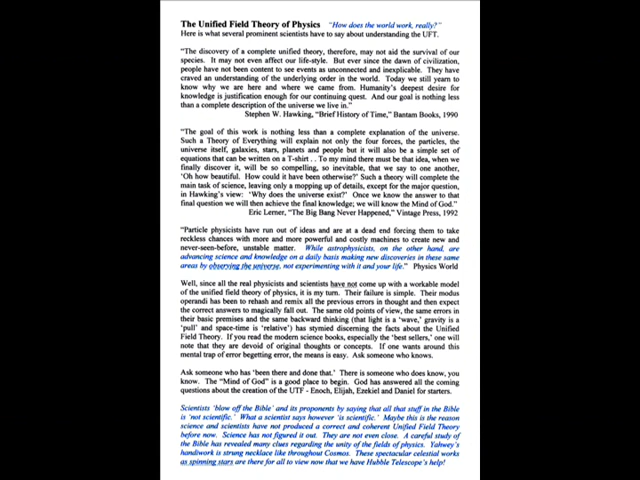 The Unified Field Theory of Physics "How does the world work, really?"
Here is what several prominent scientists have to say about understanding the UFT.
"The discovery of a complete unified theory, therefore, may not aid the survival of our
species. It may not even affect our life-style. But ever since the dawn of civilization,
people have not been content to see events as unconnected and inexplicable. They have
craved an understanding of the underlying order in the world. Today we still yearn to
know why we are here and where we came from. Humanity's deepest desire for
knowledge is justification enough for our continuing quest. And our goal is nothing less
than a complete description of the universe we live in."
Stephen W. Hawking, "Brief History of Time," Bantam Books, 1990
"The goal of this work is nothing less than a complete explanation of the universe.
Such a Theory of Everything will explain not only the four forces, the particles, the
universe itself, galaxies, stars, planets and people but it will also be a simple set of
equations that can be written on a T-shirt . . To my mind there must be that idea, when we
finally discover it, will be so compelling, so inevitable, that we say to one another,
'Oh how beautiful. How could it have been otherwise?' Such a theory will complete the
main task of science, leaving only a mopping up of details, except for the major question,
in Hawking's view: 'Why does the universe exist?' Once we know the answer to that
final question we will then achieve the final knowledge; we will know the Mind of God."
Eric Lerner, "The Big Bang Never Happened," Vintage Press, 1992
"Particle physicists have run out of ideas and are at a dead end forcing them to take
reckless chances with more and more powerful and costly machines to create new and
never-seen-before, unstable matter. While astrophysicists, on the other hand, are
advancing science and knowledge on a daily basis making new discoveries in these same
areas by observing the universe, not experimenting with it and your life." Physics World
Well, since all the physicists and scientists have not come up with a workable model
of the unified field theory of physics, it is my turn. Their failure is simple. Their modus
operandi has been to rehash and remix all the previous errors in thought and then expect
the correct answers to magically fall out. The same old points of view, the same errors in
their basic premises and the same backward thinking (that light is a 'wave,' gravity is a
'pull' and space-time is 'relative') has stymied discerning the facts about the Unified
Field Theory. If you read the modern science books, especially the 'best sellers,' one will
note that they are devoid of original thoughts or concepts. If one wants around this
mental trap of error begetting error, the means is easy. Ask someone who knows.
Ask someone who has 'been there and done that.' There is someone who does know, you
know. The "Mind of God" is a good place to begin. God has answered all the coming
questions about the creation of the UTF - Enoch, Elijah, Ezekiel and Daniel for starters.
Scientists 'blow off the Bible' and its proponents by saying that all that stuff in the Bible
is 'not scientific.' What a scientist says however 'is scientific.' Maybe this is the reason
science and scientists have not produced a correct and coherent Unified Field Theory
before now. Science has not figured it out. They are not even close. A careful study of
the Bible has revealed many clues regarding the unity of the fields of physics. Yahwey's
handiwork is strung necklace like throughout Cosmos. These spectacular celestial works
as spinning stars are there for all to view now that we have Hubble Telescope's help!